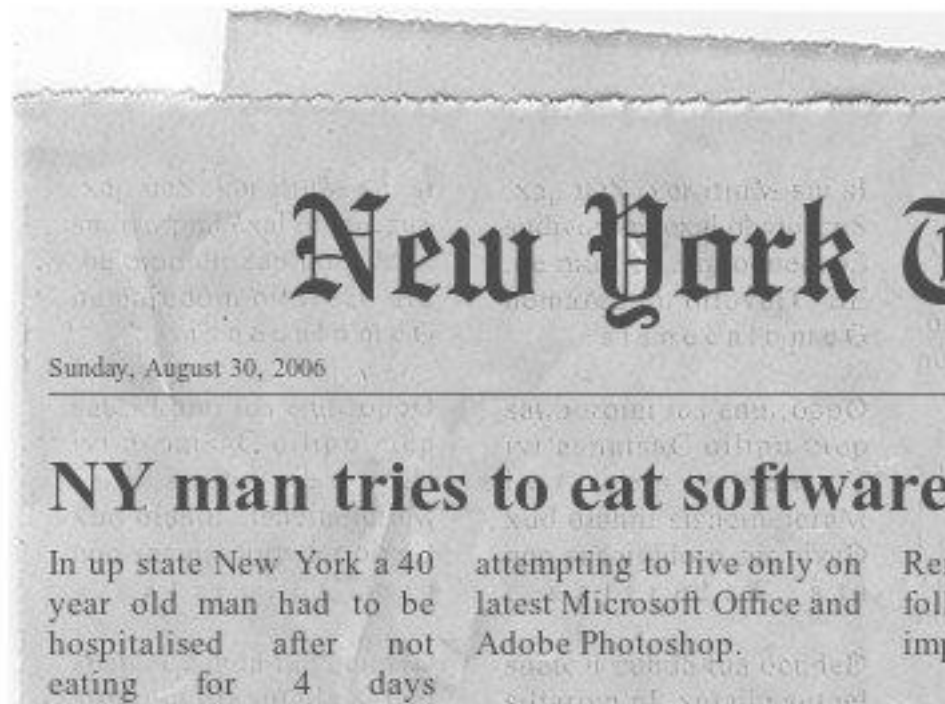 New York T
Sunday, August 30, 2006
NY man tries to eat software
In up state New York a 40
year old man had to be
hospitalised after not
eating for 4 days
attempting to live only on
latest Microsoft Office and
Adobe Photoshop.
Re
fol
imp